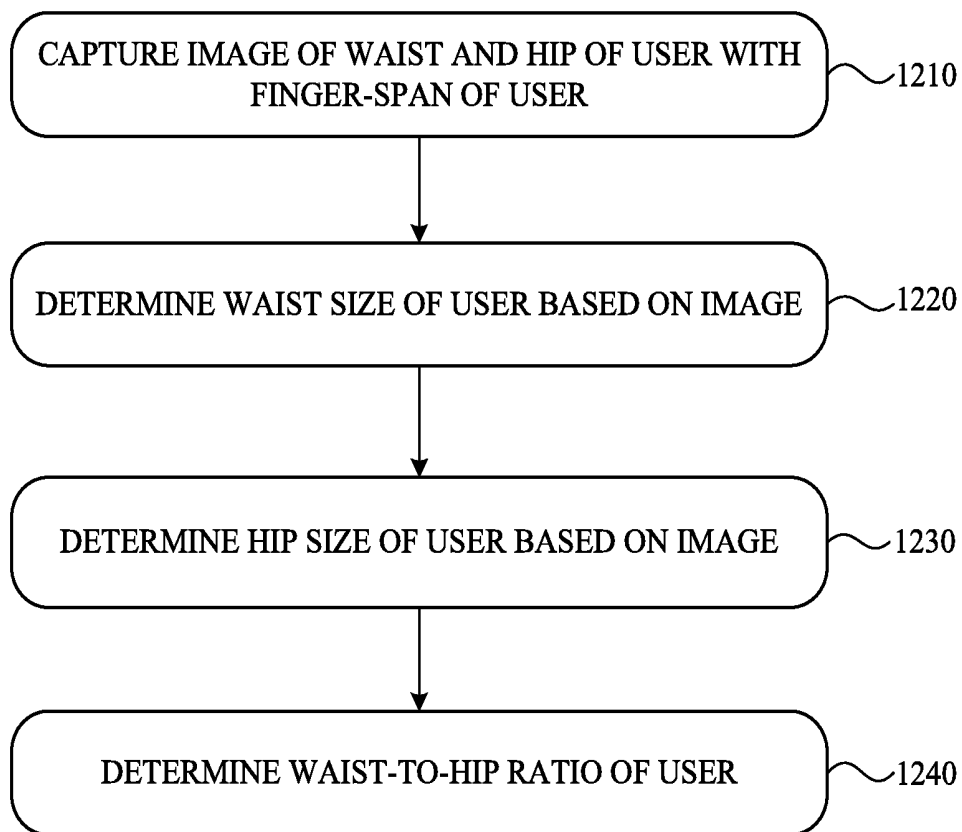 CAPTURE IMAGE OF WAIST AND HIP OF USER WITH
FINGER-SPAN OF USER
1210
DETERMINE WAIST SIZE OF USER BASED ON IMAGE
1220
DETERMINE HIP SIZE OF USER BASED ON IMAGE
1230
DETERMINE WAIST-TO-HIP RATIO OF USER
1240